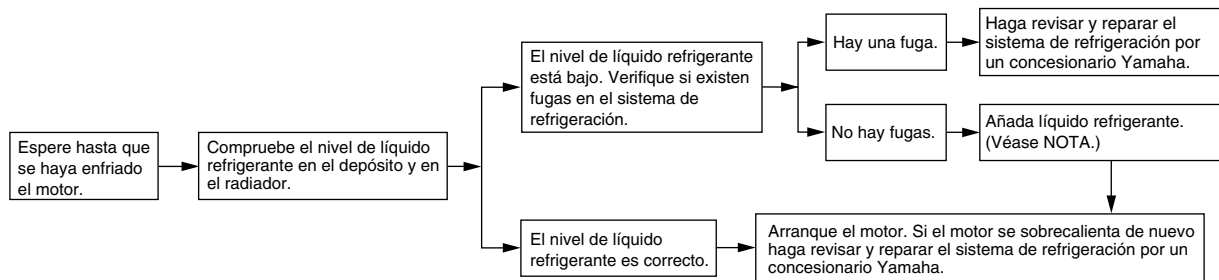 Espere hasta que
se haya enfriado
el motor.
Compruebe el nivel de líquido
refrigerante en el depósito y en
el radiador.
El nivel de líquido refrigerante
está bajo. Verifique si existen
fugas en el sistema de
refrigeración.
Hay una fuga.
Haga revisar y reparar el
sistema de refrigeración por
un concesionario Yamaha.
No hay fugas.
Añada líquido refrigerante.
(Véase NOTA.)
El nivel de líquido
refrigerante es correcto.
Arranque el motor. Si el motor se sobrecalienta de nuevo
haga revisar y reparar el sistema de refrigeración por un
concesionario Yamaha.